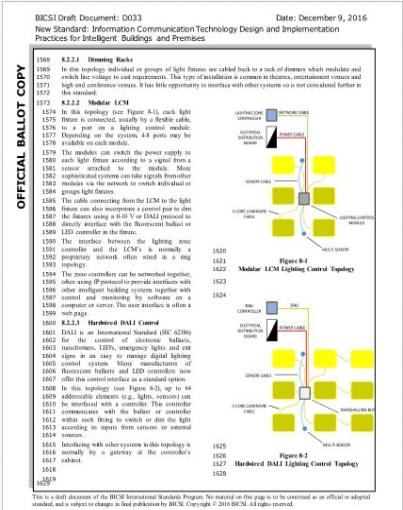 BICSI Draft Document: D033
Date: December 9, 2016
New Standard: Information Communication Technology Design and Implementation
Practices for Intelligent Buildings and Premises
OFFICIAL BALLOT COPY
1568 8.2.2.1 Dimming Racks
1569 In this topology individual or groups of light fixtures are cabled back to a rack of dimmers which modulate and
1570 switch line voltage to suit requirements. This type of installation is common in theatres, entertainment venues and
1571 high end conference venues. It has little opportunity to interface with other systems so is not considered further in
1572 this standard.
1573 8.2.2.2 Modular LCM
1574 In this topology (see Figure 8-1), each light
1575 fixture is connected, usually by a flexible cable,
1576 to a port on a lighting control module.
1577 Depending on the system, 4-8 ports may be
1578 available on each module.
1579 The modules can switch the power supply to
1580 each light fixture according to a signal from a
1581 sensor attached to the module. More
1582 sophisticated systems can take signals from other
1583 modules via the network to switch individual or
1584 groups light fixtures.
1585 The cable connecting from the LCM to the light
1586 fixture can also incorporate a control pair to dim
1587 the fixtures using a 0-10 V or DALI protocol to
1588 directly interface with the fluorescent ballast or
1589 LED controller in the fixture.
1590 The interface between the lighting zone
1591 controller and the LCM's is normally a
1592 proprietary network often wired in a ring
1593 topology.
1594 The zone controllers can be networked together,
1595 often using IP protocol to provide interfaces with
1596 other intelligent building systems together with
1597 control and monitoring by software on a
1598 computer or server. The user interface is often a
1599 web page.
1600 8.2.2.3 Hardwired DALI Control
1601 DALI is an International Standard (IEC 62386)
1602 for the control of electronic ballasts,
1603 transformers, LED's, emergency lights and exit
1604 signs in an easy to manage digital lighting
1605 control system. Many manufacturers of
1606 fluorescent ballasts and LED controllers now
1607 offer this control interface as a standard option.
1608 In this topology (see Figure 8-2), up to 64
1609 addressable elements (e.g., lights, sensors) can
1610 be interfaced with a controller. This controller
1611 communicates with the ballast or controller
1612 within each fitting to switch or dim the light
1613 according to inputs from sensors or external
1614 sources.
1615 Interfacing with other systems in this topology is
1616 normally by a gateway at the controller's
1617 cabinet.
1618
1619
LIGHTING ZONE
CONTROLLER
NETWORK CABLE
ELECTRICAL
DISTRIBUTION
BOARD
POWER CABLE
SENSOR CABLE
5-CORE LUMINAIRE
CABLE
LIGHTING CONTROL
MODULE
MULTI-SENSOR
1620
1621 Figure 8-1
1622 Modular LCM Lighting Control Topology
1623
1624
CONTROLLER
ELECTRICAL
DISTRIBUTION
BOARD
POWER CABLE
SENSOR CABLE
5-CORE LUMINAIRE
CABLE
MARSHALLING BOX
MULTI-SENSOR
1625
1626 Figure 8-2
1627 Hardwired DALI Lighting Control Topology
1628
1629
This is a draft document of the BICSI International Standards Program. No material on this page is to be construed as an official or adopted
standard, and is subject to changes in final publication by BICSI. Copyright © 2016 BICSI. All rights reserved.